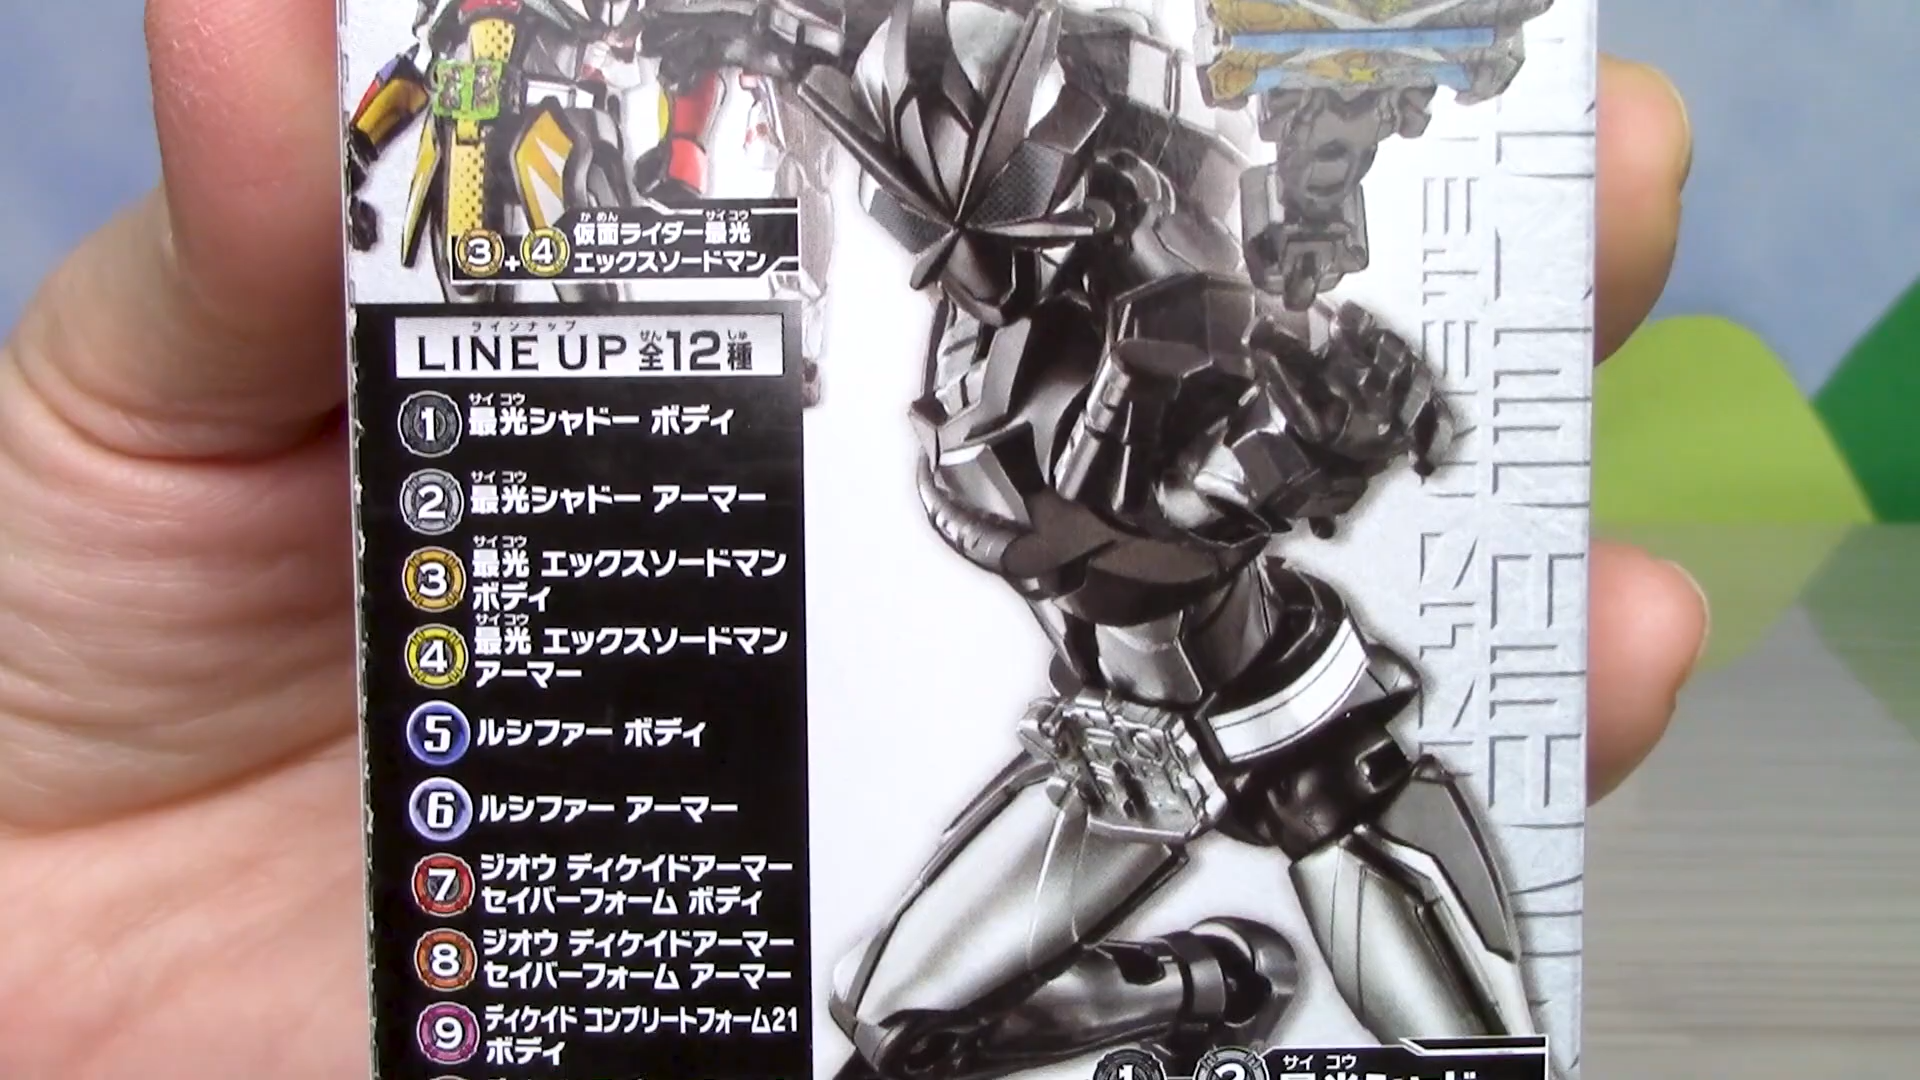 かめん サイコウ
③+④ 仮面ライダー最光
エックスソードマン
ラインナップ
LINE UP 全12種
ぜん しゅ
サイコウ
① 最光シャドー ボディ
サイコウ
② 最光シャドー アーマー
サイコウ
③ 最光 エックスソードマン
ボディ
サイコウ
④ 最光 エックスソードマン
アーマー
⑤ ルシファー ボディ
⑥ ルシファー アーマー
⑦ ジオウ ディケイドアーマー
セイバーフォーム ボディ
⑧ ジオウ ディケイドアーマー
セイバーフォーム アーマー
⑨ ディケイド コンプリートフォーム21
ボディ
サイコウ
①+② 最光シャドー